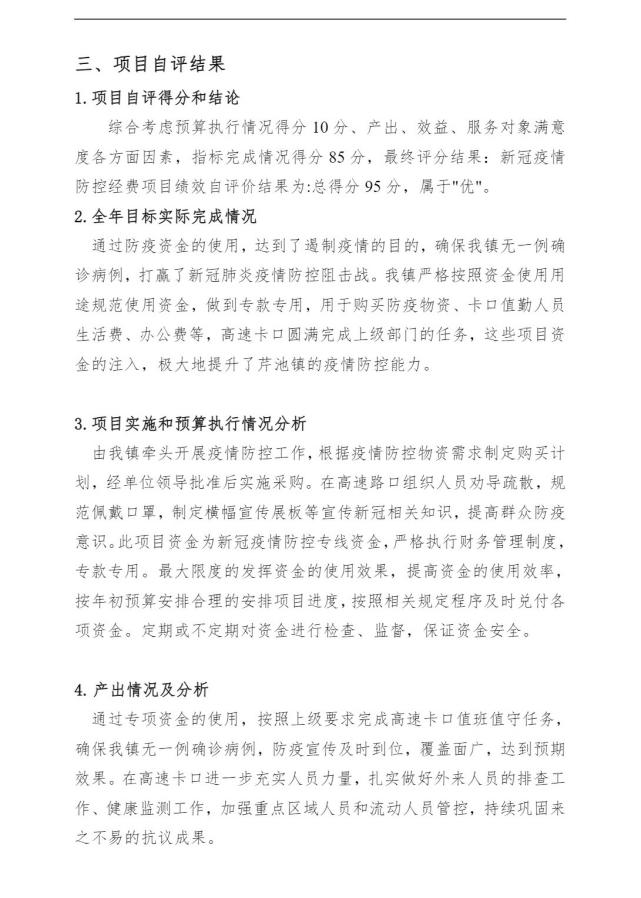 三、项目自评结果
1.项目自评得分和结论
综合考虑预算执行情况得分 10 分、产出、效益、服务对象满意
度各方面因素，指标完成情况得分 85 分，最终评分结果：新冠疫情
防控经费项目绩效自评价结果为:总得分 95 分，属于"优"。
2.全年目标实际完成情况
通过防疫资金的使用，达到了遏制疫情的目的，确保我镇无一例确
诊病例，打赢了新冠肺炎疫情防控阻击战。我镇严格按照资金使用用
途规范使用资金，做到专款专用，用于购买防疫物资、卡口值勤人员
生活费、办公费等，高速卡口圆满完成上级部门的任务，这些项目资
金的注入，极大地提升了芹池镇的疫情防控能力。
3.项目实施和预算执行情况分析
由我镇牵头开展疫情防控工作，根据疫情防控物资需求制定购买计
划，经单位领导批准后实施采购。在高速路口组织人员劝导疏散，规
范佩戴口罩，制定横幅宣传展板等宣传新冠相关知识，提高群众防疫
意识。此项目资金为新冠疫情防控专线资金，严格执行财务管理制度，
专款专用。最大限度的发挥资金的使用效果，提高资金的使用效率，
按年初预算安排合理的安排项目进度，按照相关规定程序及时兑付各
项资金。定期或不定期对资金进行检查、监督，保证资金安全。
4.产出情况及分析
通过专项资金的使用，按照上级要求完成高速卡口值班值守任务，
确保我镇无一例确诊病例，防疫宣传及时到位，覆盖面广，达到预期
效果。在高速卡口进一步充实人员力量，扎实做好外来人员的排查工
作、健康监测工作，加强重点区域人员和流动人员管控，持续巩固来
之不易的抗议成果。